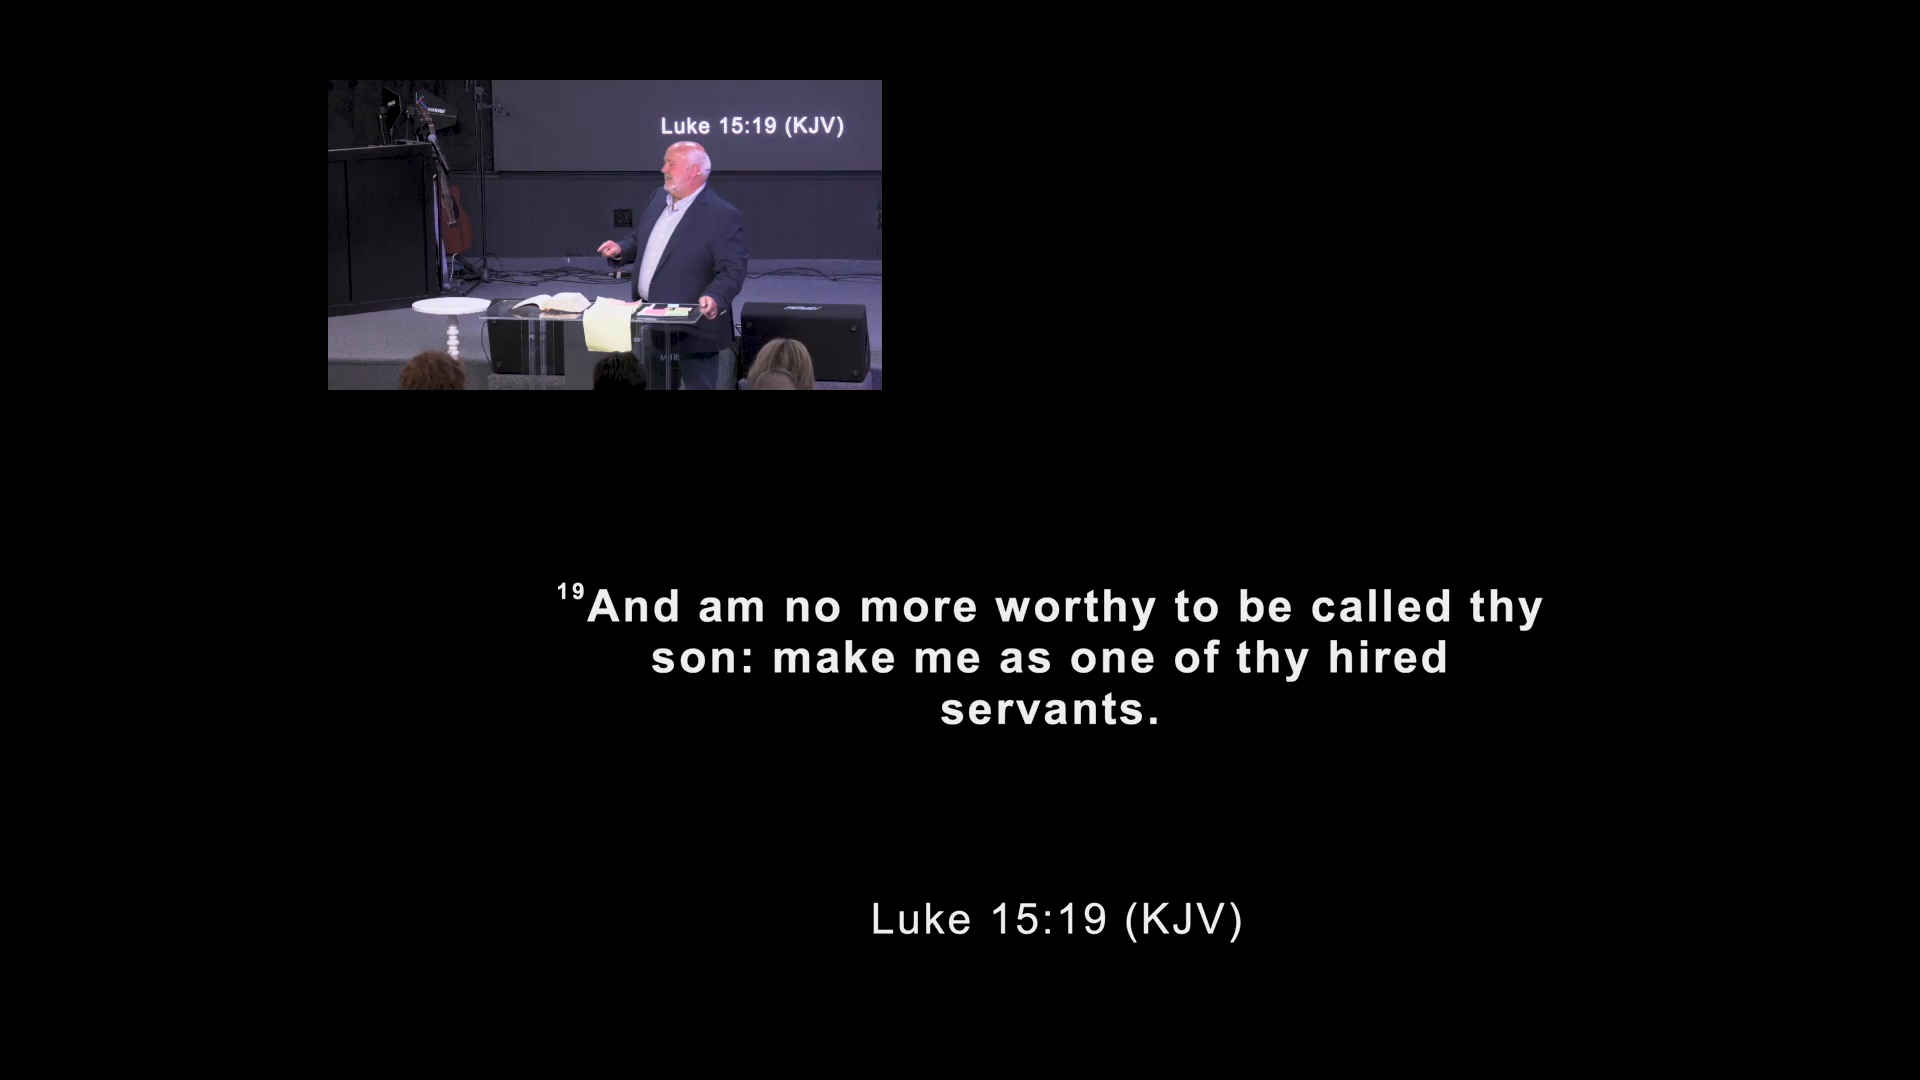 Luke 15:19 (KJV)
19And am no more worthy to be called thy
son: make me as one of thy hired
servants.
Luke 15:19 (KJV)